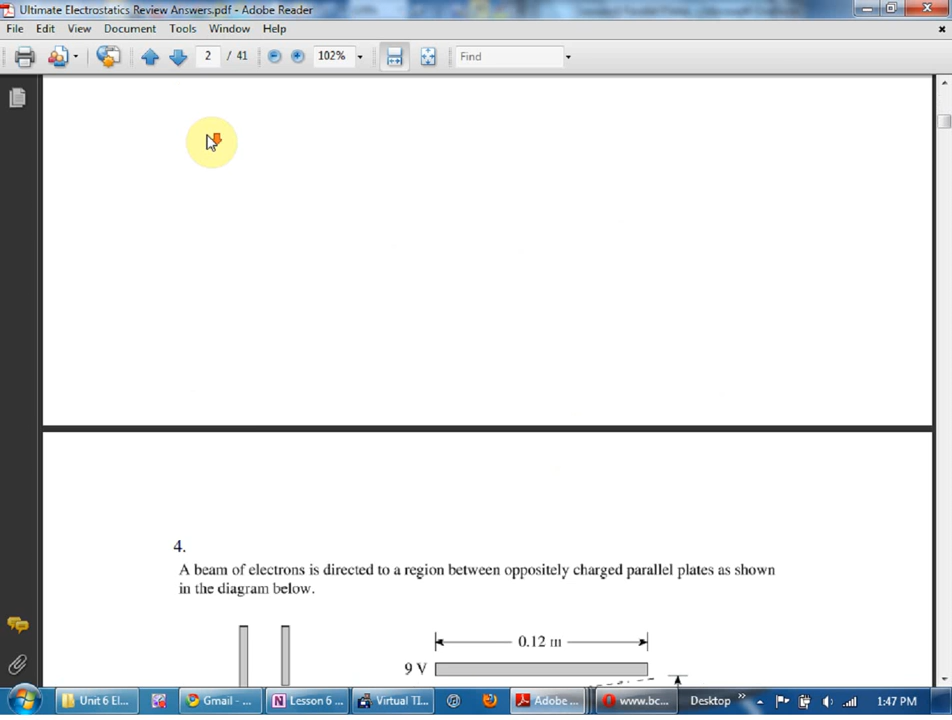 Ultimate Electrostatics Review Answers.pdf - Adobe Reader
File Edit View Document Tools Window Help
2 / 41 102% Find
4.
A beam of electrons is directed to a region between oppositely charged parallel plates as shown
in the diagram below.
0.12 m
9 V
Unit 6 El... Gmail - ... Lesson 6 ... Virtual TI... Adobe ... www.bc... Desktop » 1:47 PM